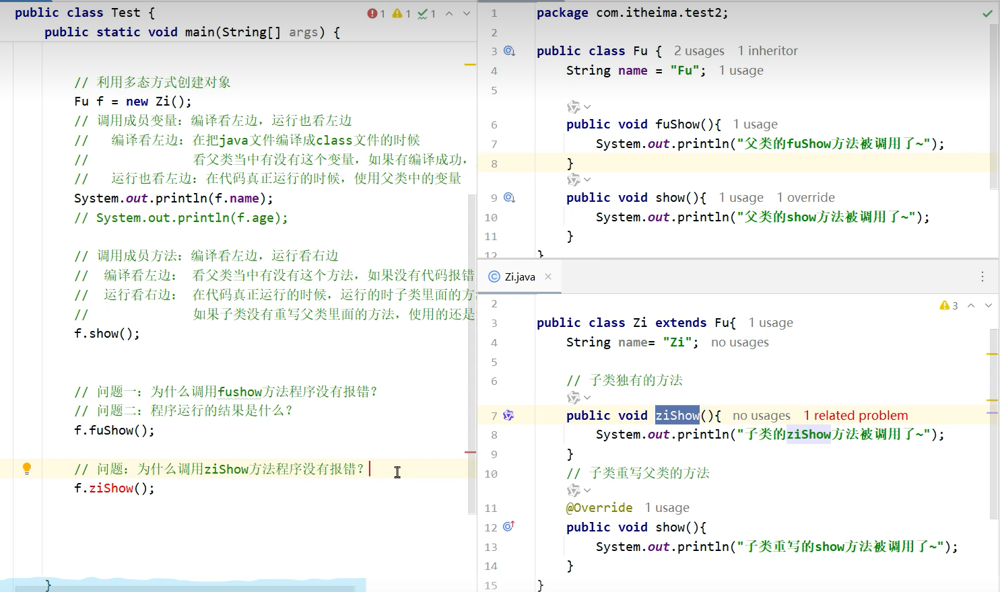 public class Test {
1 1 1
public static void main(String[] args) {
// 利用多态方式创建对象
Fu f = new Zi();
// 调用成员变量：编译看左边，运行也看左边
// 编译看左边：在把java文件编译成class文件的时候
// 看父类当中有没有这个变量，如果有编译成功，
// 运行也看左边：在代码真正运行的时候，使用父类中的变量
System.out.println(f.name);
// System.out.println(f.age);
// 调用成员方法：编译看左边，运行看右边
// 编译看左边： 看父类当中有没有这个方法，如果没有代码报错
// 运行看右边： 在代码真正运行的时候，运行的时子类里面的方
// 如果子类没有重写父类里面的方法，使用的还是
f.show();
// 问题一：为什么调用fushow方法程序没有报错？
// 问题二：程序运行的结果是什么？
f.fuShow();
// 问题：为什么调用ziShow方法程序没有报错？
f.ziShow();
}
1 package com.itheima.test2;
2
3 public class Fu { 2 usages 1 inheritor
4 String name = "Fu"; 1 usage
5
6 public void fuShow(){ 1 usage
7 System.out.println("父类的fuShow方法被调用了~");
8 }
9 public void show(){ 1 usage 1 override
10 System.out.println("父类的show方法被调用了~");
11 }
12 }
Zi.java
2
3
3 public class Zi extends Fu{ 1 usage
4 String name= "Zi"; no usages
5
6 // 子类独有的方法
7 public void ziShow(){ no usages 1 related problem
8 System.out.println("子类的ziShow方法被调用了~");
9 }
10 // 子类重写父类的方法
11 @Override 1 usage
12 public void show(){
13 System.out.println("子类重写的show方法被调用了~");
14 }
15 }